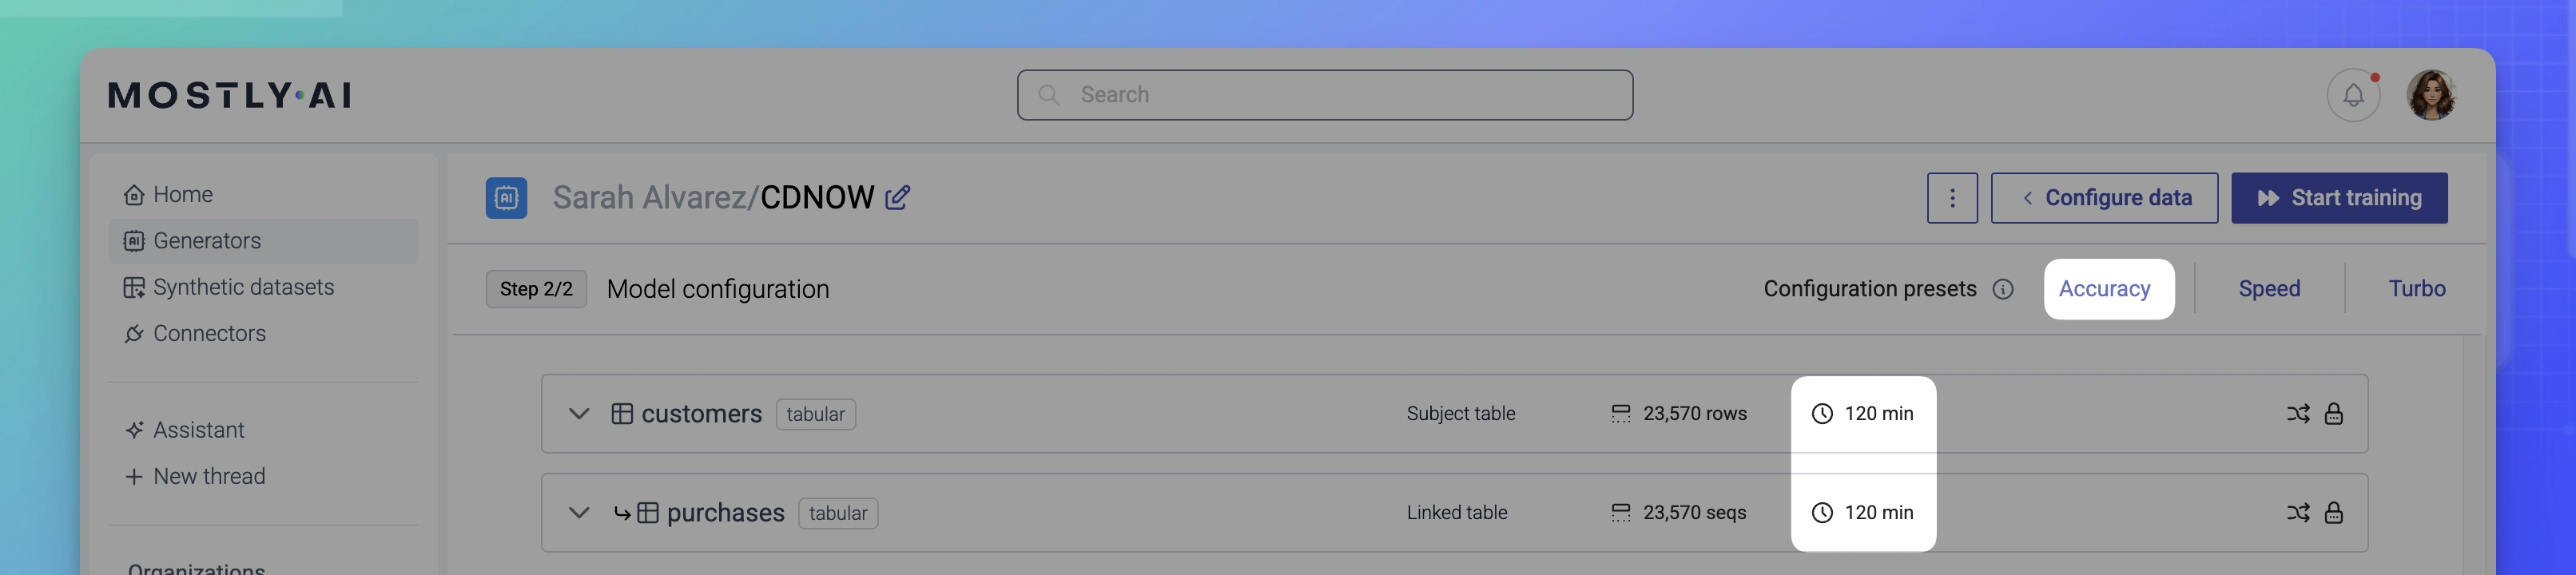 MOSTLY·AI
Search
Home
Generators
Synthetic datasets
Connectors
Assistant
New thread
Organizations
Sarah Alvarez/CDNOW
Configure data
Start training
Step 2/2 Model configuration
Configuration presets Accuracy Speed Turbo
customers tabular Subject table 23,570 rows 120 min
purchases tabular Linked table 23,570 seqs 120 min